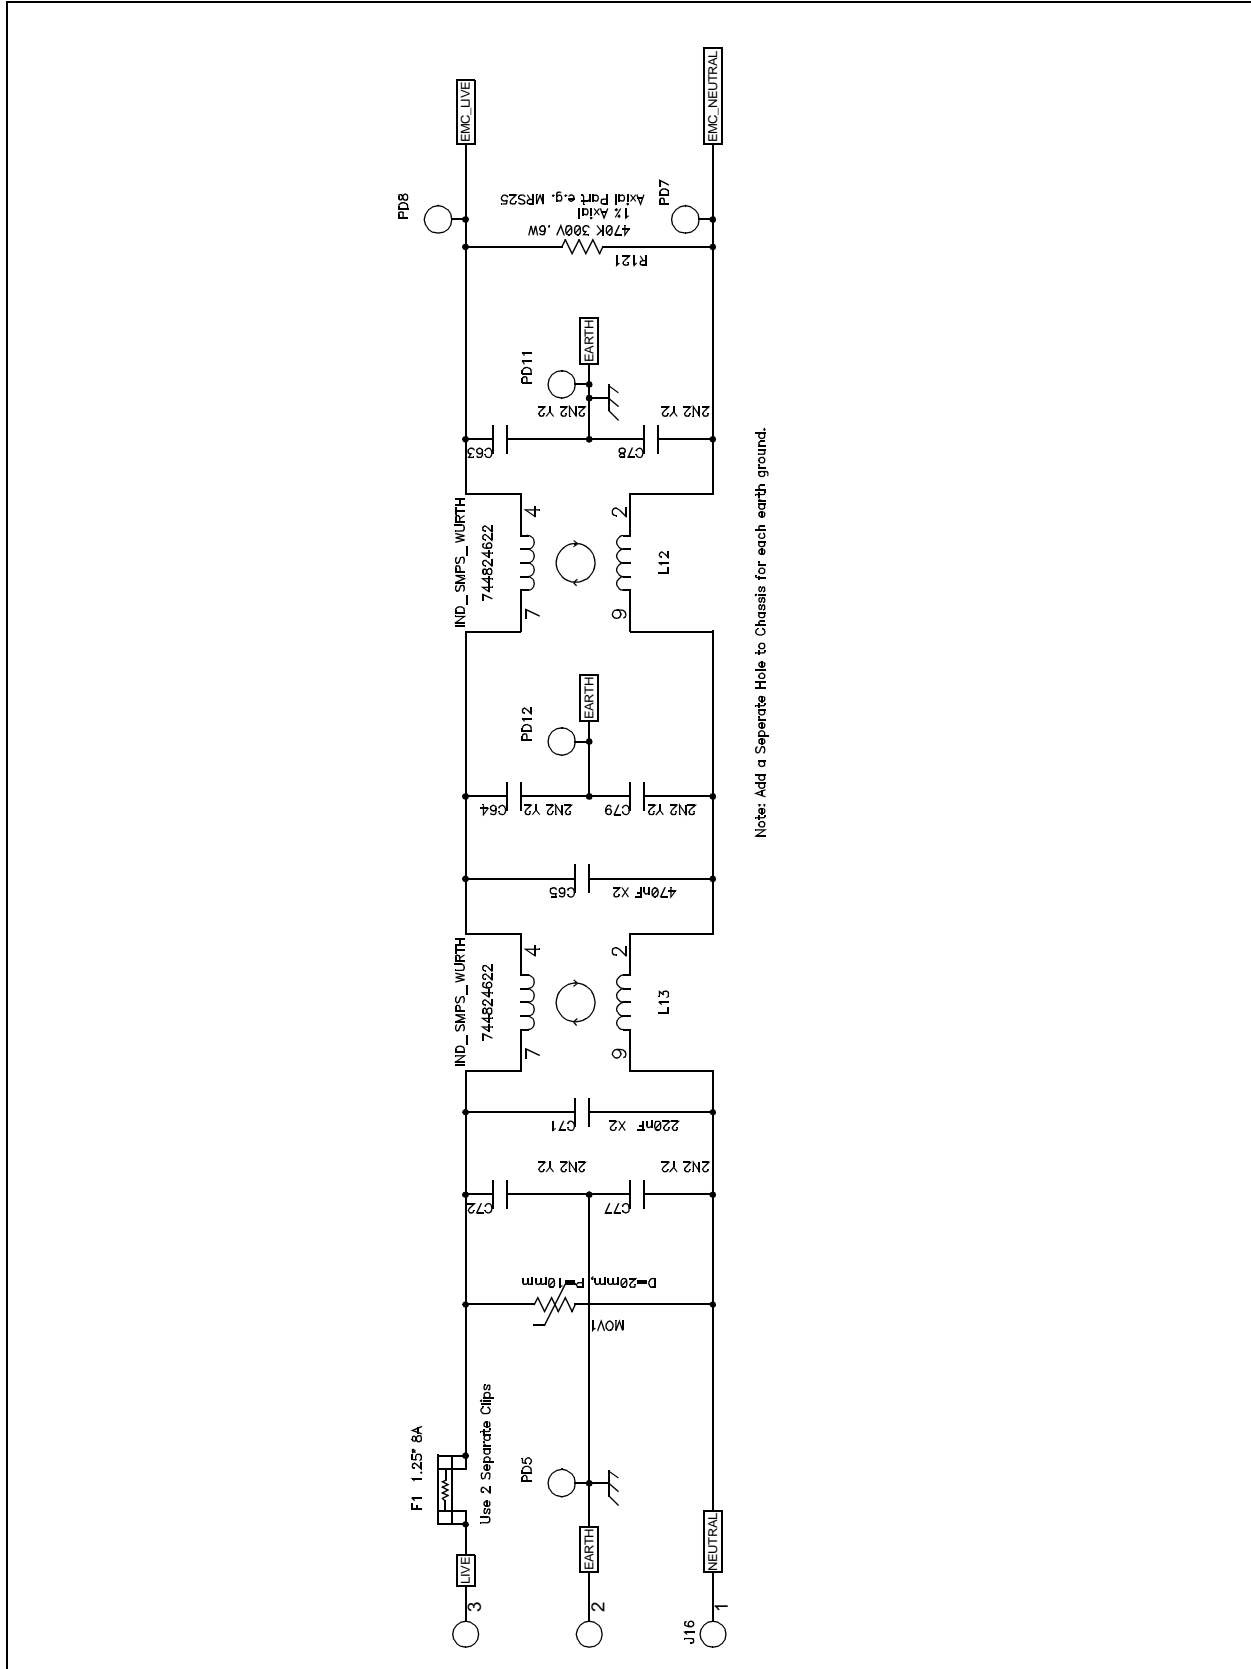 J16
3
2
1
LIVE
EARTH
NEUTRAL
F1 1.25" 8A
Use 2 Separate Clips
PD5
MOV1
D=20mm, P=10mm
C72
2N2 Y2
C77
2N2 Y2
C71
220nF X2
IND_SMPS_WURTH
744824622
7
4
9
2
L13
C65
470nF X2
C64
2N2 Y2
C79
2N2 Y2
PD12
EARTH
IND_SMPS_WURTH
744824622
7
4
9
2
L12
C63
2N2 Y2
C78
2N2 Y2
PD11
EARTH
R121
470K 300V .6W
1% Axial
Axial Part e.g. MRS25
PD8
PD7
EMC_LIVE
EMC_NEUTRAL
Note: Add a Seperate Hole to Chassis for each earth ground.